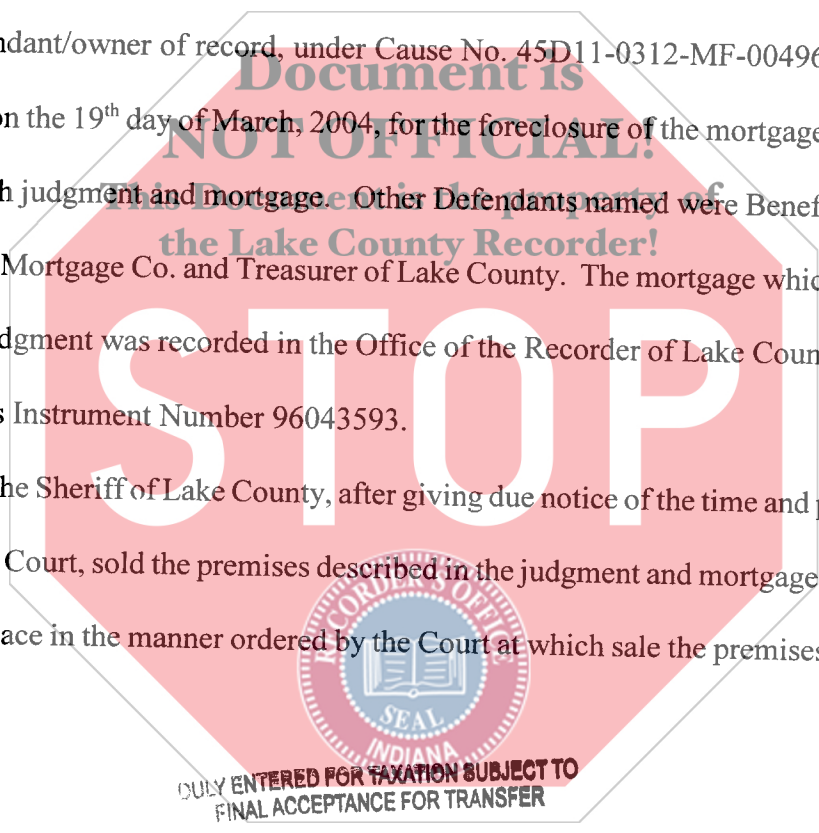 ndant/owner of record, under Cause No. 45D11-0312-MF-00496
Document is
on the 19th day of March, 2004, for the foreclosure of the mortgage
NOT OFFICIAL!
h judgment and mortgage. Other Defendants named were Benef
This Document is the property of
the Lake County Recorder!
Mortgage Co. and Treasurer of Lake County. The mortgage whic
dgment was recorded in the Office of the Recorder of Lake Coun
STOP
s Instrument Number 96043593.
he Sheriff of Lake County, after giving due notice of the time and p
Court, sold the premises described in the judgment and mortgage
RECORDER'S OFFICE
ace in the manner ordered by the Court at which sale the premises
SEAL
INDIANA
DULY ENTERED FOR TAXATION SUBJECT TO
FINAL ACCEPTANCE FOR TRANSFER